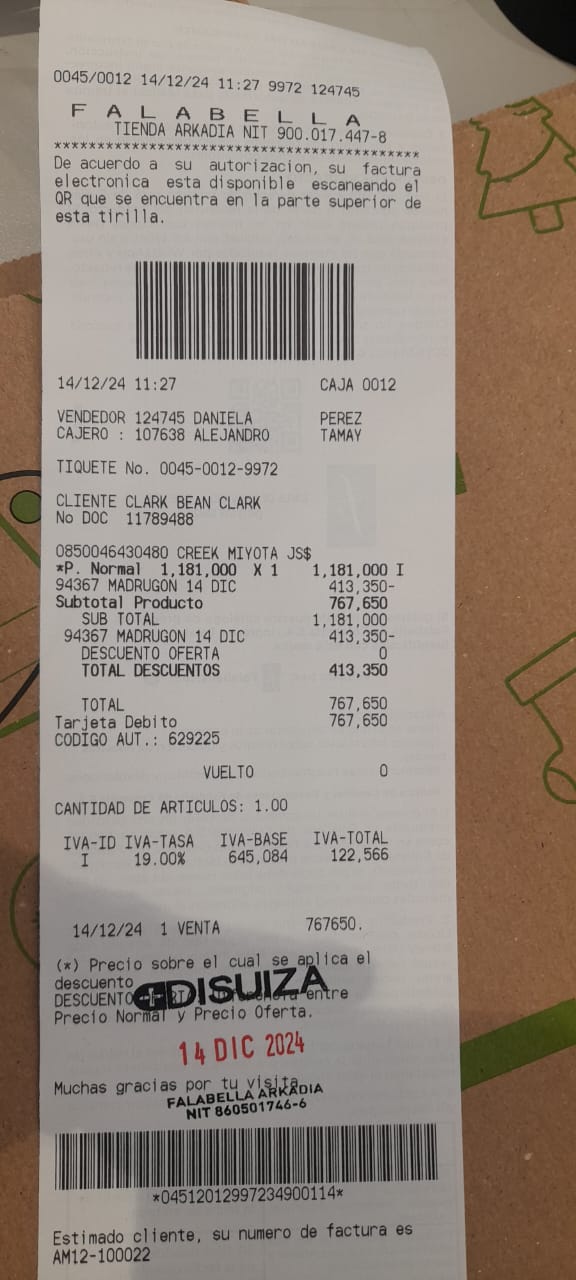 0045/0012 14/12/24 11:27 9972 124745
FALABELLA
TIENDA ARKADIA NIT 900.017.447-8
******************************************
De acuerdo a su autorizacion, su factura
electronica esta disponible escaneando el
QR que se encuentra en la parte superior de
esta tirilla.
14/12/24 11:27 CAJA 0012
VENDEDOR 124745 DANIELA PEREZ
CAJERO : 107638 ALEJANDRO TAMAY
TIQUETE No. 0045-0012-9972
CLIENTE CLARK BEAN CLARK
No DOC 11789488
0850046430480 CREEK MIYOTA JS$
*P. Normal 1,181,000 X 1 1,181,000 I
94367 MADRUGON 14 DIC 413,350-
Subtotal Producto 767,650
SUB TOTAL 1,181,000
94367 MADRUGON 14 DIC 413,350-
DESCUENTO OFERTA 0
TOTAL DESCUENTOS 413,350
TOTAL 767,650
Tarjeta Debito 767,650
CODIGO AUT.: 629225
VUELTO 0
CANTIDAD DE ARTICULOS: 1.00
IVA-ID IVA-TASA IVA-BASE IVA-TOTAL
I 19.00% 645,084 122,566
14/12/24 1 VENTA 767650.
(*) Precio sobre el cual se aplica el
descuento
DISUIZA
DESCUENTO entre
Precio Normal y Precio Oferta.
14 DIC 2024
Muchas gracias por tu visita
FALABELLA ARKADIA
NIT 860501746-6
*04512012997234900114*
Estimado cliente, su numero de factura es
AM12-100022